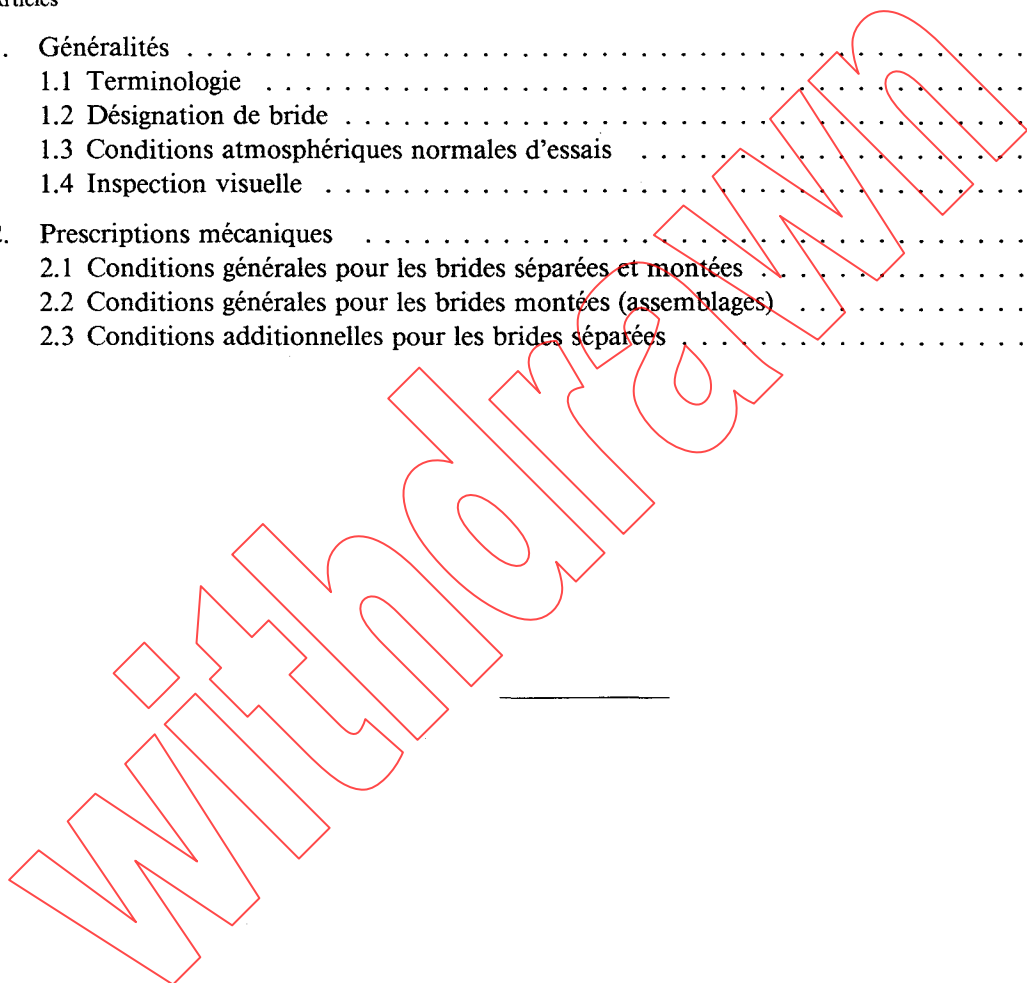 Généralités . . . . . . . . . . . . . . . . . . . . . . . . . . . . . . . . . . . . . . . . . .
1.1 Terminologie . . . . . . . . . . . . . . . . . . . . . . . . . . . . . . . . . . . . . .
1.2 Désignation de bride . . . . . . . . . . . . . . . . . . . . . . . . . . . . . . . . . .
1.3 Conditions atmosphériques normales d'essais . . . . . . . . . . . . . . . . . . .
1.4 Inspection visuelle . . . . . . . . . . . . . . . . . . . . . . . . . . . . . . . . . . .
2. Prescriptions mécaniques . . . . . . . . . . . . . . . . . . . . . . . . . . . . . . . .
2.1 Conditions générales pour les brides séparées et montées . . . . . . . . . . . .
2.2 Conditions générales pour les brides montées (assemblages) . . . . . . . . . .
2.3 Conditions additionnelles pour les brides séparées . . . . . . . . . . . . . . . .
withdrawn